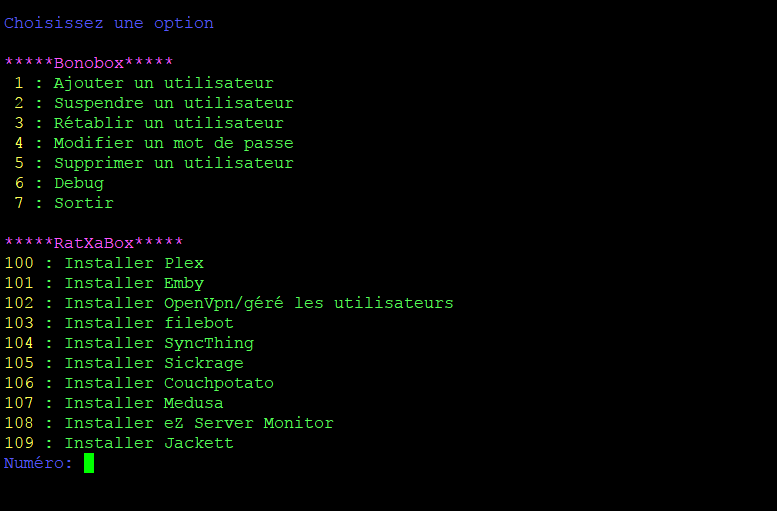 Choisissez une option
*****Bonobox*****
1 : Ajouter un utilisateur
2 : Suspendre un utilisateur
3 : Rétablir un utilisateur
4 : Modifier un mot de passe
5 : Supprimer un utilisateur
6 : Debug
7 : Sortir
*****RatXaBox*****
100 : Installer Plex
101 : Installer Emby
102 : Installer OpenVpn/géré les utilisateurs
103 : Installer filebot
104 : Installer SyncThing
105 : Installer Sickrage
106 : Installer Couchpotato
107 : Installer Medusa
108 : Installer eZ Server Monitor
109 : Installer Jackett
Numéro: